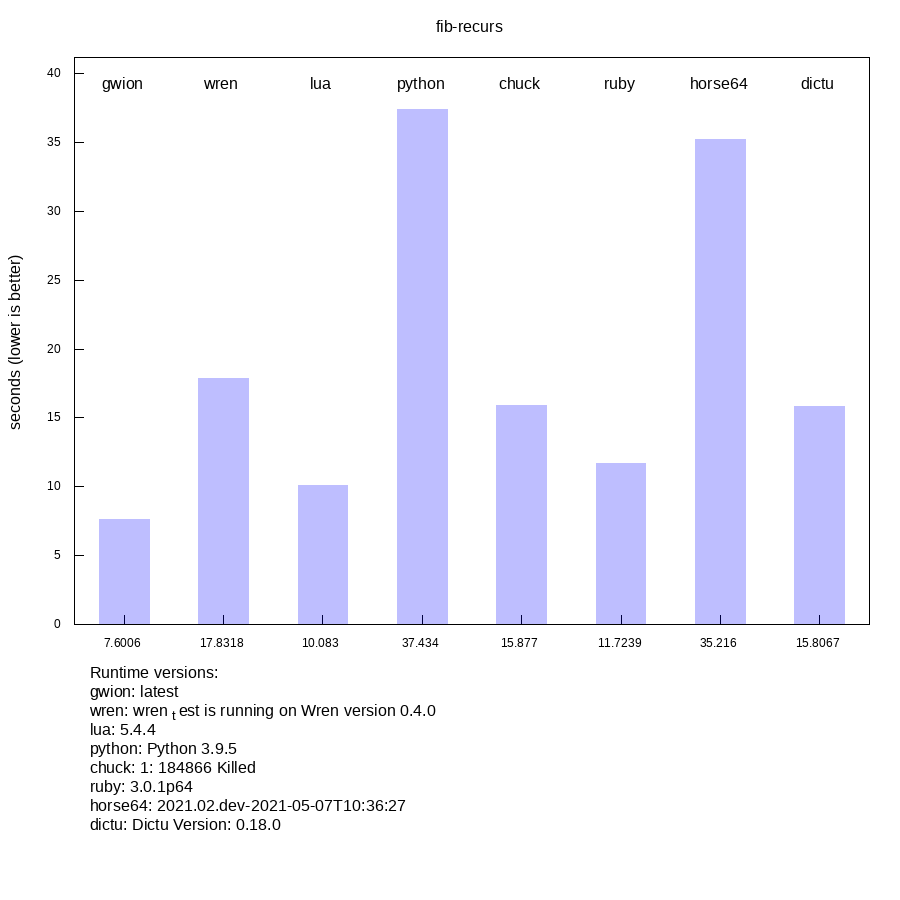 fib-recurs
40
gwion wren lua python chuck ruby horse64 dictu
35
30
25
20
15
10
5
0
seconds (lower is better)
7.6006 17.8318 10.083 37.434 15.877 11.7239 35.216 15.8067
Runtime versions:
gwion: latest
wren: wren t est is running on Wren version 0.4.0
lua: 5.4.4
python: Python 3.9.5
chuck: 1: 184866 Killed
ruby: 3.0.1p64
horse64: 2021.02.dev-2021-05-07T10:36:27
dictu: Dictu Version: 0.18.0